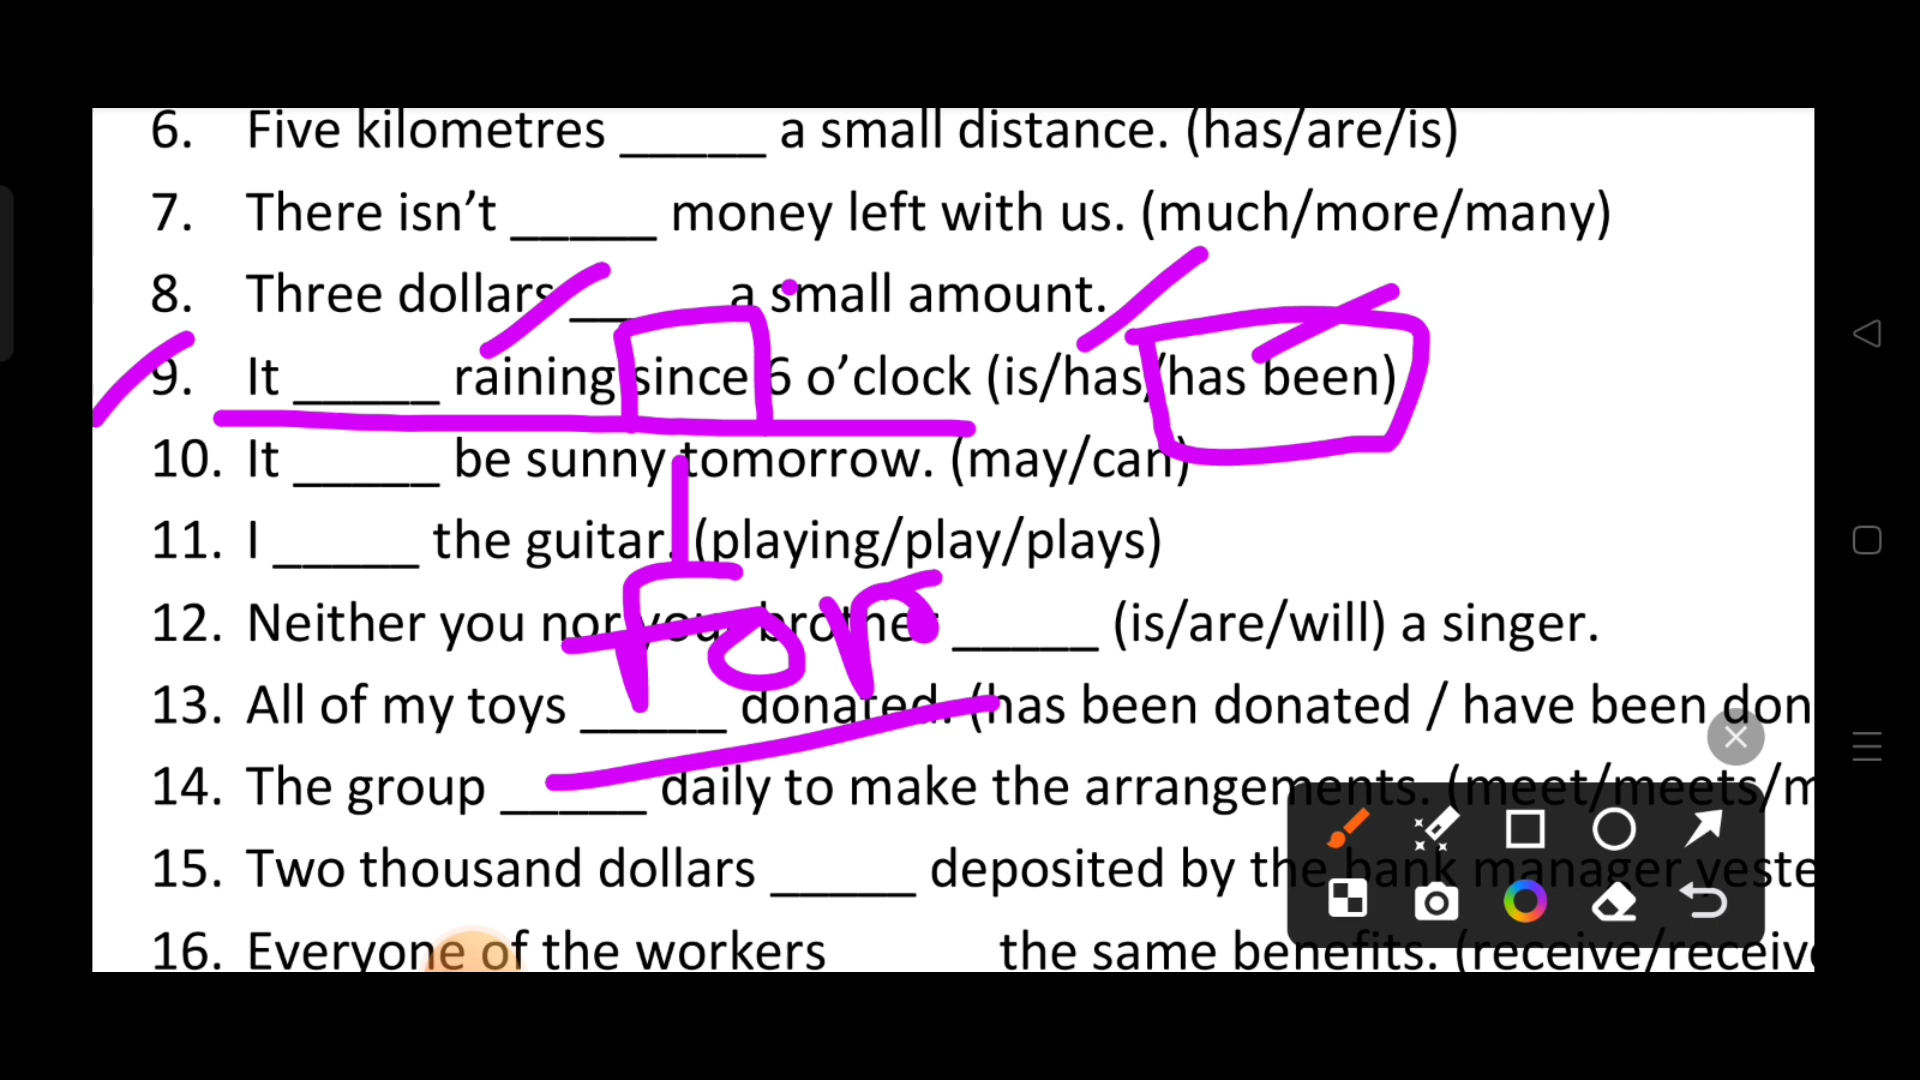 6. Five kilometres _____ a small distance. (has/are/is)
7. There isn't _____ money left with us. (much/more/many)
8. Three dollars _____ a small amount.
9. It _____ raining since 6 o'clock (is/has/has been)
10. It _____ be sunny tomorrow. (may/can)
11. I _____ the guitar. (playing/play/plays)
12. Neither you nor your brother _____ (is/are/will) a singer.
For
13. All of my toys _____ donated. (has been donated / have been don
14. The group _____ daily to make the arrangements. (meet/meets/m
15. Two thousand dollars _____ deposited by the bank manager yeste
16. Everyone of the workers the same benefits. (receive/receiv